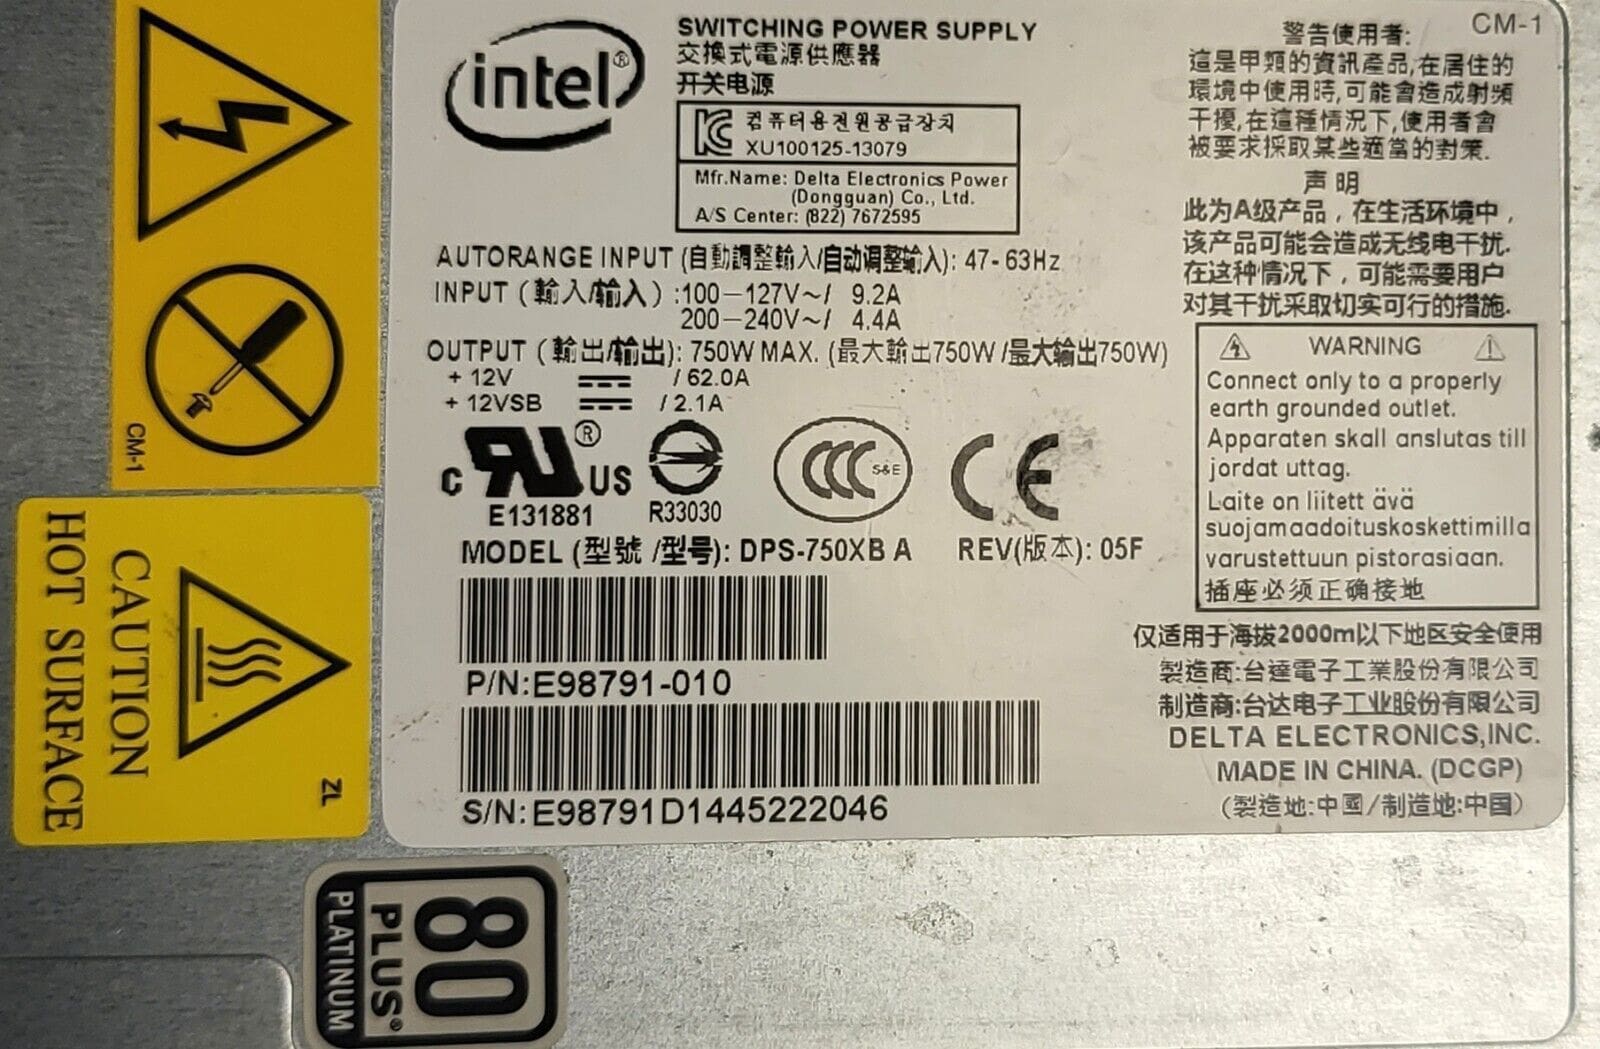 intel®
SWITCHING POWER SUPPLY
交換式電源供應器
开关电源
컴퓨터용전원공급장치
XU100125-13079
Mfr.Name: Delta Electronics Power
(Dongguan) Co., Ltd.
A/S Center: (822) 7672595
AUTORANGE INPUT (自動調整輸入/自动调整输入): 47-63Hz
INPUT (輸入/输入) :100-127V~/ 9.2A
200-240V~/ 4.4A
OUTPUT (輸出/输出): 750W MAX. (最大輸出750W /最大输出750W)
+ 12V / 62.0A
+ 12VSB / 2.1A
C UR ® US
E131881
R33030
CCC S&E
CE
MODEL (型號 /型号): DPS-750XB A REV(版本): 05F
P/N:E98791-010
S/N:E98791D1445222046
CM-1
警告使用者:
這是甲類的資訊產品,在居住的
環境中使用時,可能會造成射頻
干擾,在這種情況下,使用者會
被要求採取某些適當的對策.
声 明
此为A级产品，在生活环境中，
该产品可能会造成无线电干扰.
在这种情况下，可能需要用户
对其干扰采取切实可行的措施.
WARNING
Connect only to a properly
earth grounded outlet.
Apparaten skall anslutas till
jordat uttag.
Laite on liitett ävä
suojamaadoituskoskettimilla
varustettuun pistorasiaan.
插座必须正确接地
仅适用于海拔2000m以下地区安全使用
製造商:台達電子工業股份有限公司
制造商:台达电子工业股份有限公司
DELTA ELECTRONICS,INC.
MADE IN CHINA. (DCGP)
(製造地:中國/制造地:中国)
CM-1
CAUTION
HOT SURFACE
ZL
80
PLUS®
PLATINUM